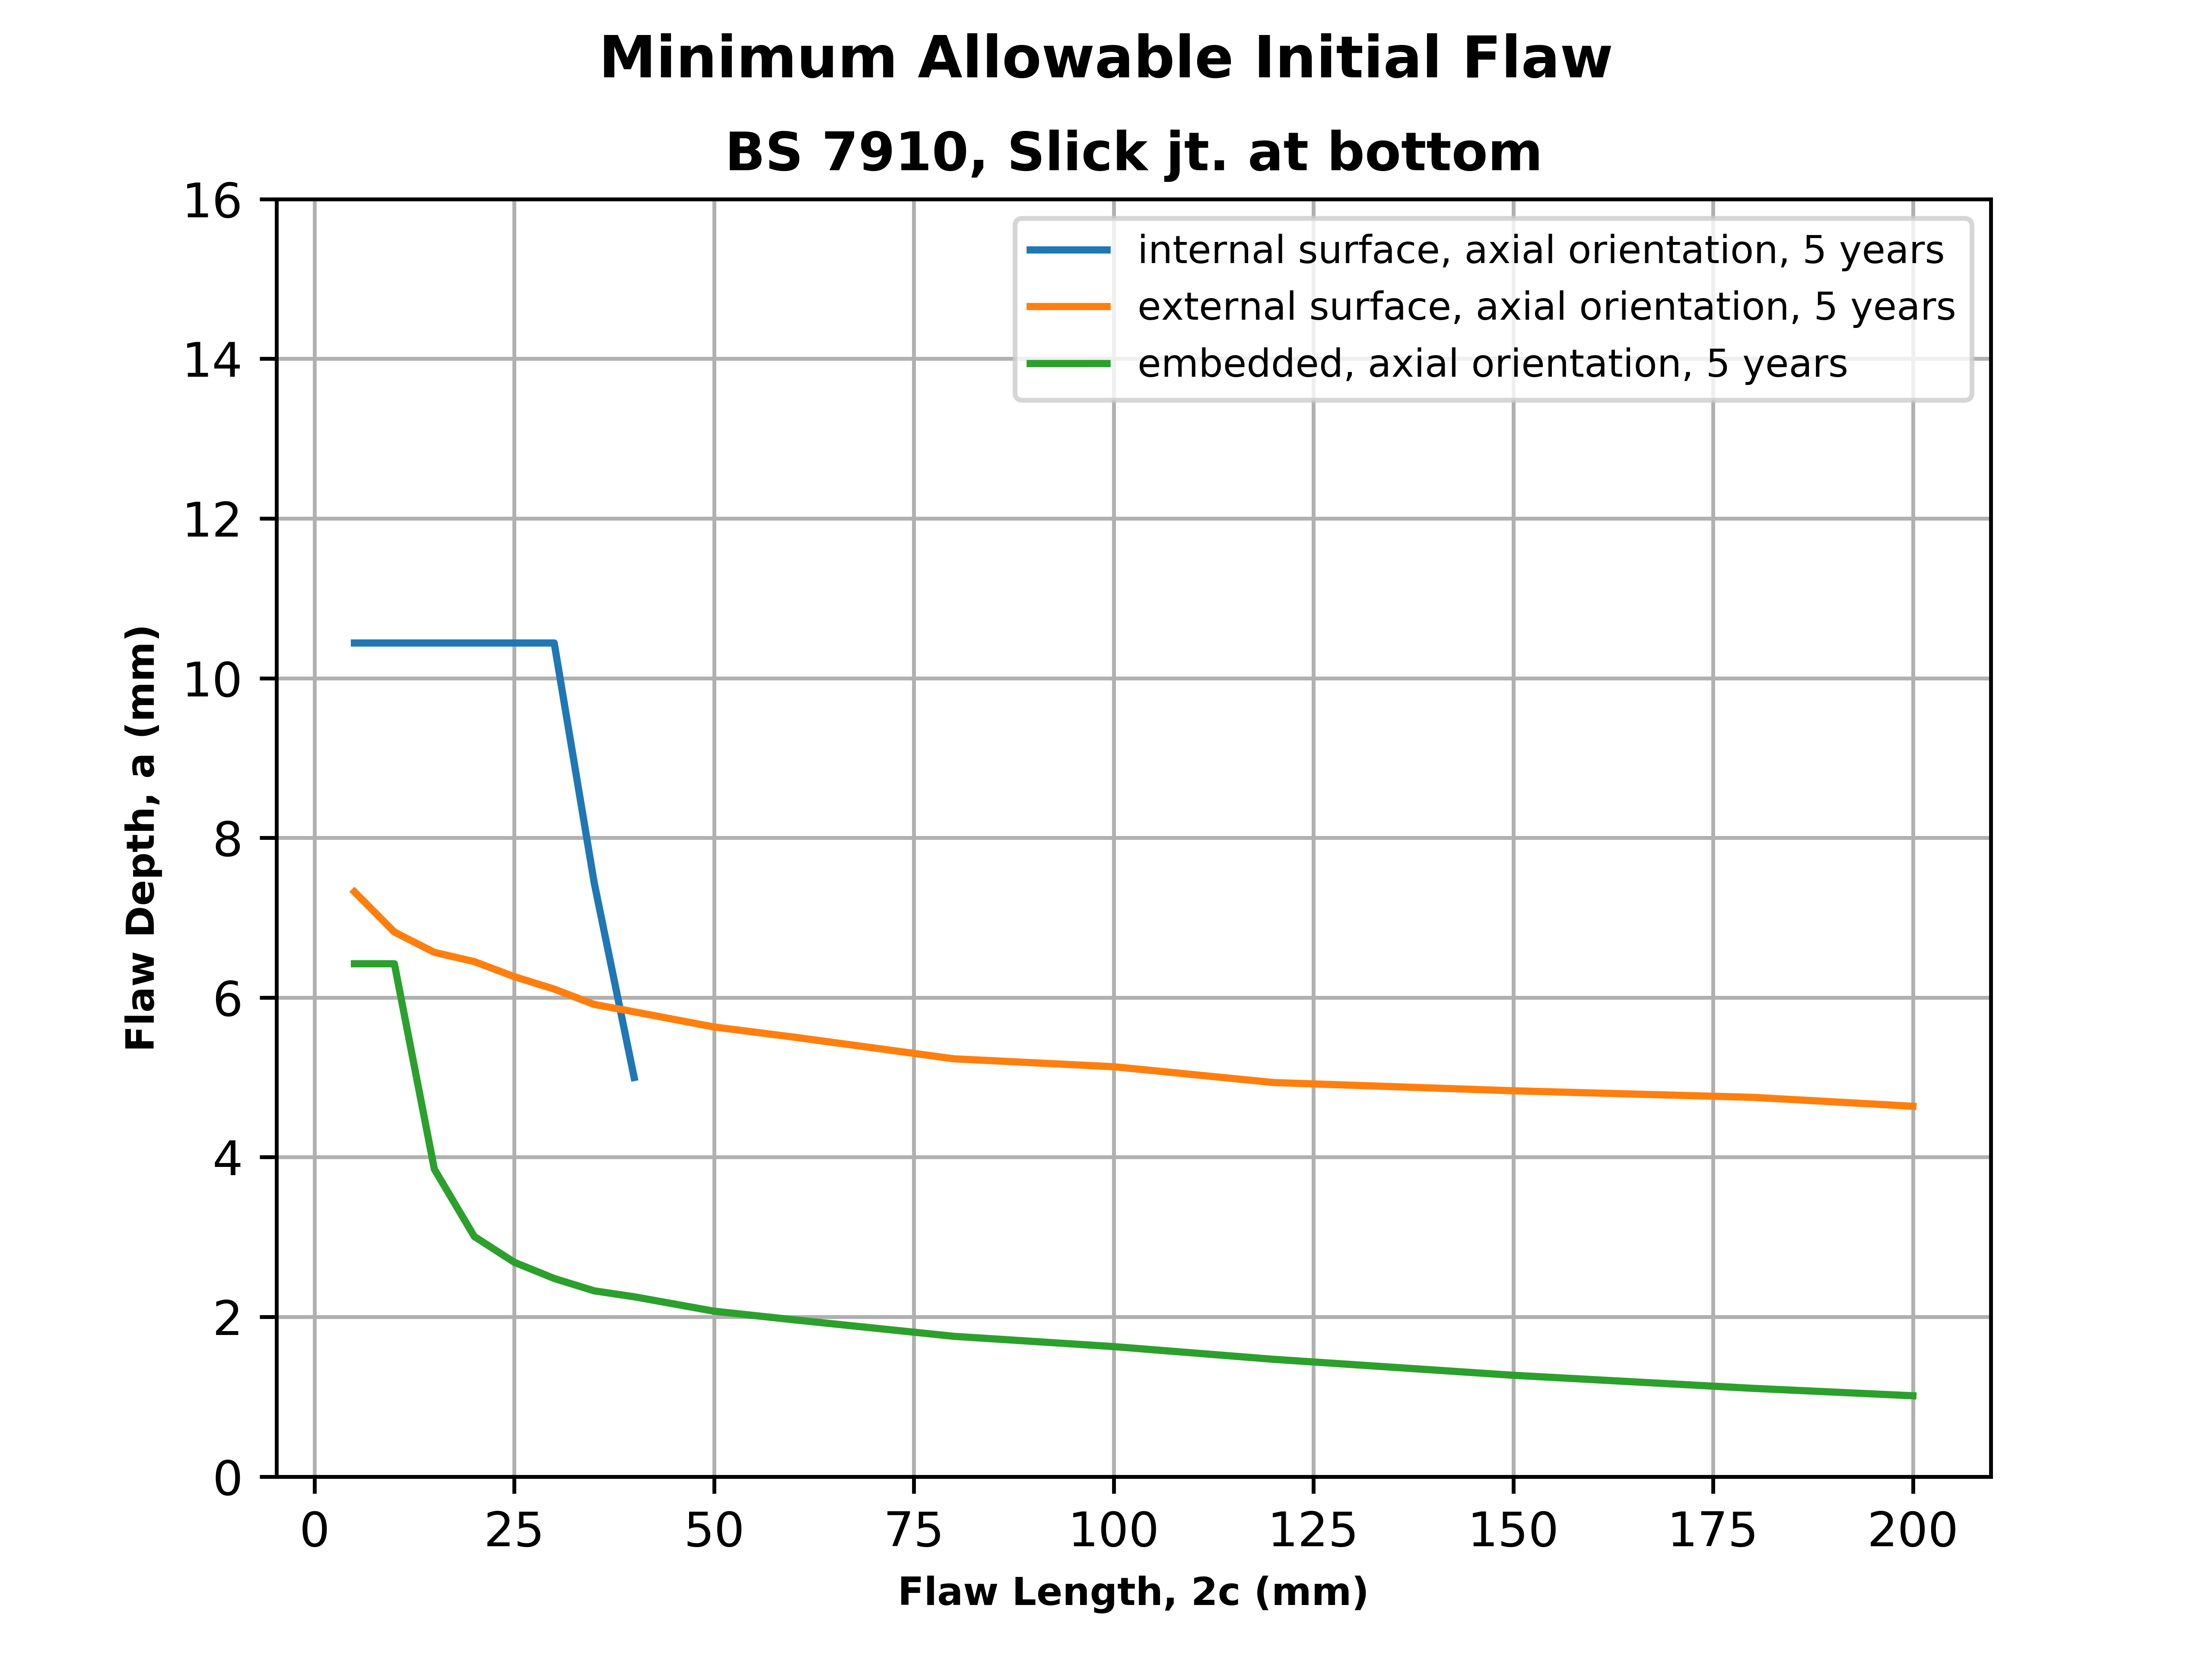 Minimum Allowable Initial Flaw
BS 7910, Slick jt. at bottom
internal surface, axial orientation, 5 years
external surface, axial orientation, 5 years
embedded, axial orientation, 5 years
Flaw Depth, a (mm)
16
14
12
10
8
6
4
2
0
0 25 50 75 100 125 150 175 200
Flaw Length, 2c (mm)